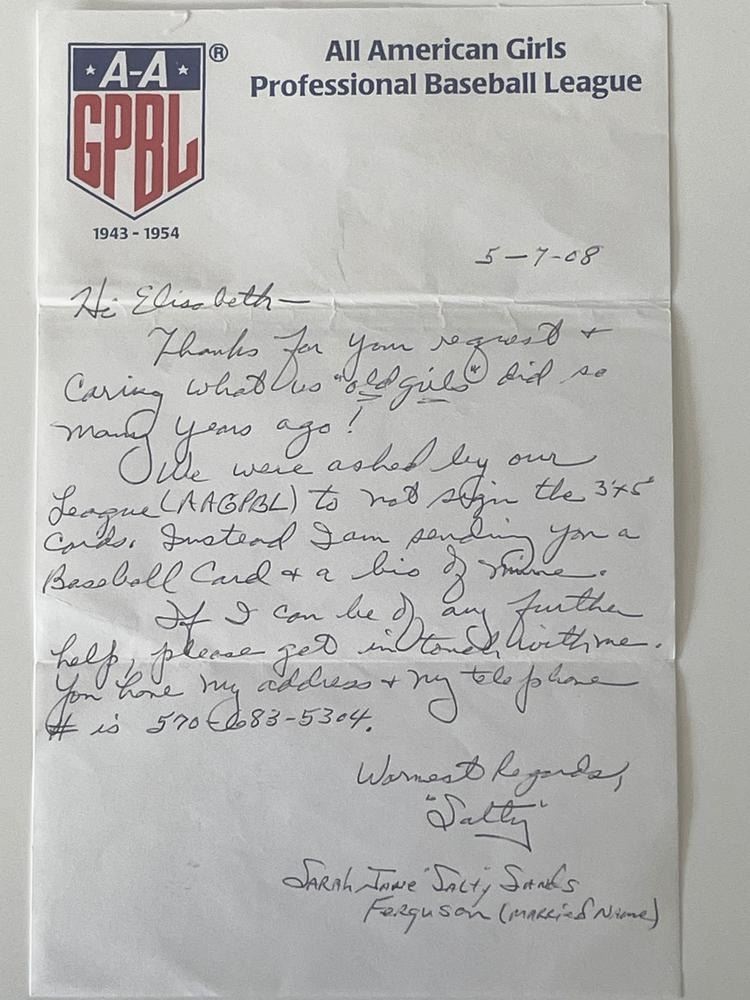 A-A
GPBL
®
1943 - 1954
All American Girls
Professional Baseball League
5-7-08
Hi Elisabeth—
Thanks for your request +
Caring what us "old girls" did so
many years ago!
We were asked by our
League (AAGPBL) to not sign the 3x5
Cards. Instead I am sending you a
Baseball Card + a bio of mine.
If I can be of any further
help, please get in touch with me.
You have my address + my telephone
# is 570-683-5304.
Warmest Regards,
"Salty"
Sarah Jane "Salty" Sands
Ferguson (married name)